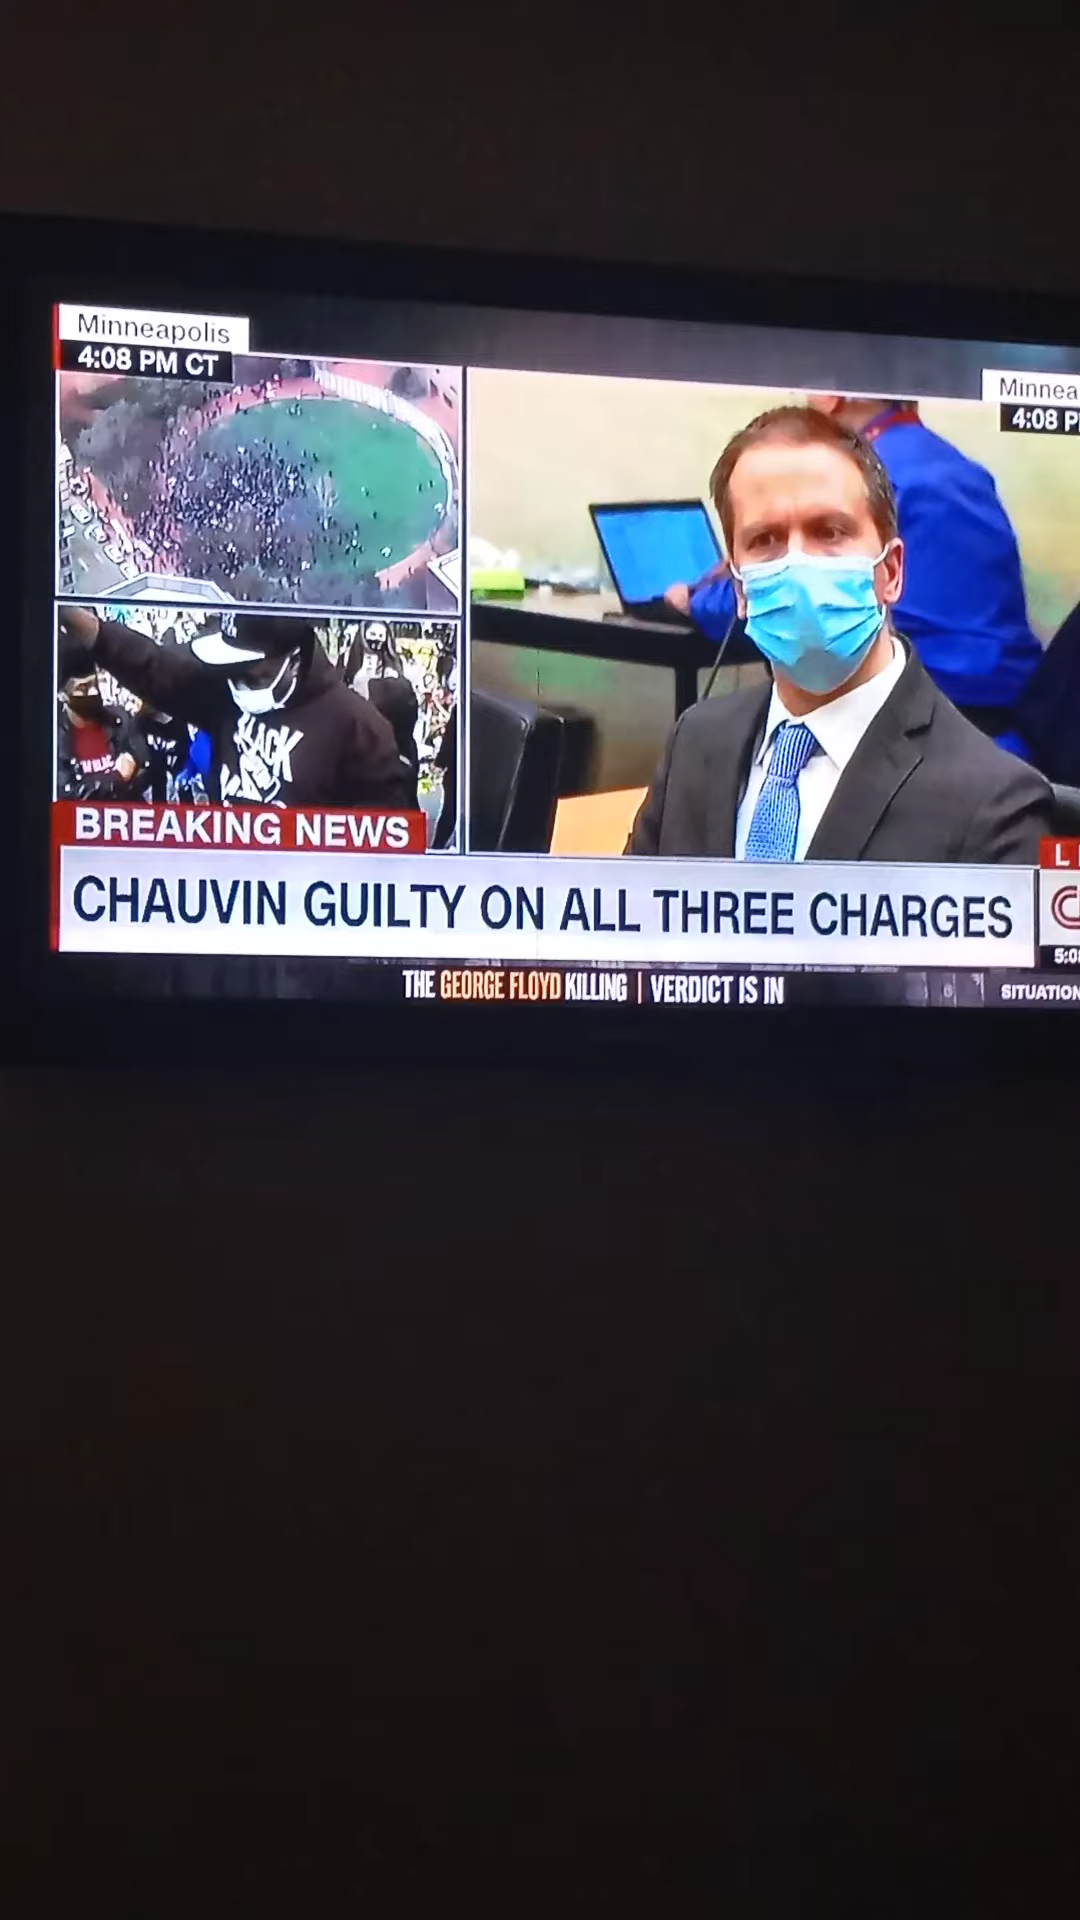 Minneapolis
4:08 PM CT
Minnea
4:08 P
BLACK
BREAKING NEWS
CHAUVIN GUILTY ON ALL THREE CHARGES
THE GEORGE FLOYD KILLING | VERDICT IS IN
SITUATION